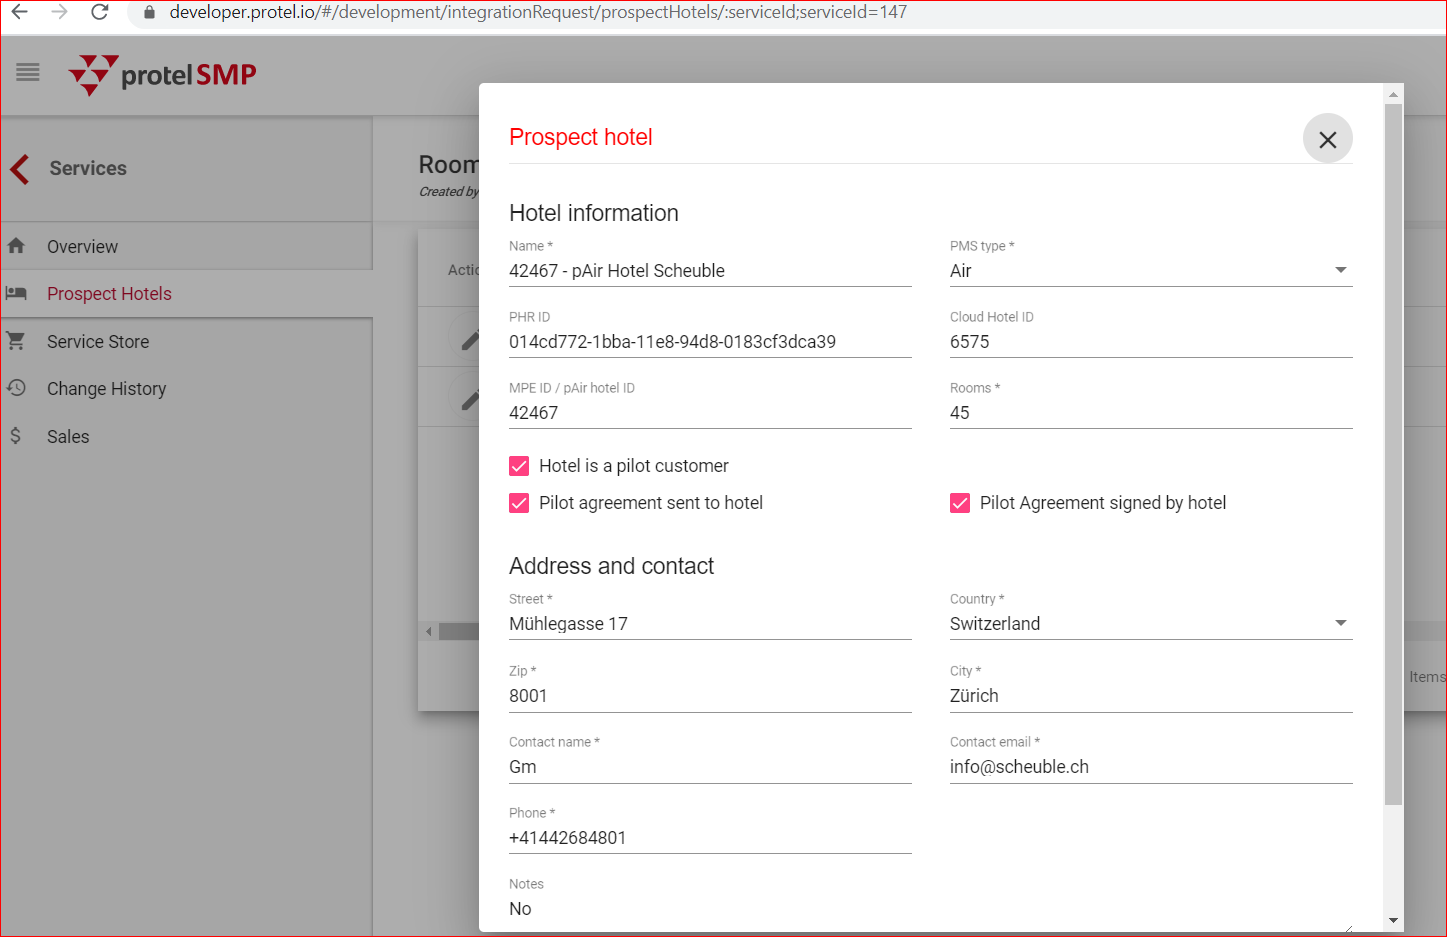 developer.protel.io/#/development/integrationRequest/prospectHotels/:serviceId;serviceId=147
protel SMP
Services
Overview
Prospect Hotels
Service Store
Change History
Sales
Room
Created by
Actio
Items
Prospect hotel
Hotel information
Name *
42467 - pAir Hotel Scheuble
PMS type *
Air
PHR ID
014cd772-1bba-11e8-94d8-0183cf3dca39
Cloud Hotel ID
6575
MPE ID / pAir hotel ID
42467
Rooms *
45
Hotel is a pilot customer
Pilot agreement sent to hotel
Pilot Agreement signed by hotel
Address and contact
Street *
Mühlegasse 17
Country *
Switzerland
Zip *
8001
City *
Zürich
Contact name *
Gm
Contact email *
info@scheuble.ch
Phone *
+41442684801
Notes
No